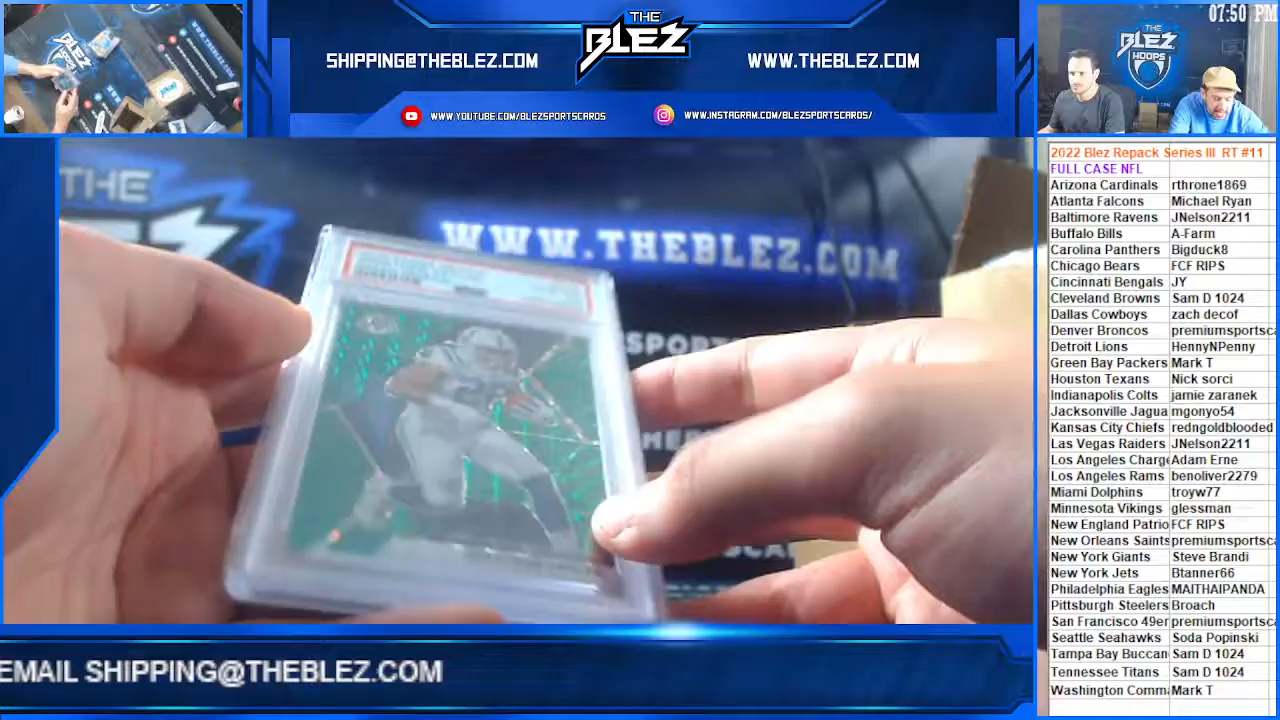 07:50 PM
THE
BLEZ
SHIPPING@THEBLEZ.COM
WWW.THEBLEZ.COM
WWW.YOUTUBE.COM/BLEZSPORTSCARDS
WWW.INSTAGRAM.COM/BLEZSPORTSCARDS/
THE
BLEZ
HOOPS
THE
WWW.THEBLEZ.COM
2022 Blez Repack Series III RT #11
FULL CASE NFL
Arizona Cardinals rthrone1869
Atlanta Falcons Michael Ryan
Baltimore Ravens JNelson2211
Buffalo Bills A-Farm
Carolina Panthers Bigduck8
Chicago Bears FCF RIPS
Cincinnati Bengals JY
Cleveland Browns Sam D 1024
Dallas Cowboys zach decof
Denver Broncos premiumsportsca
Detroit Lions HennyNPenny
Green Bay Packers Mark T
Houston Texans Nick sorci
Indianapolis Colts jamie zaranek
Jacksonville Jagua mgonyo54
Kansas City Chiefs redngoldblooded
Las Vegas Raiders JNelson2211
Los Angeles Charg Adam Erne
Los Angeles Rams benoliver2279
Miami Dolphins troyw77
Minnesota Vikings glessman
New England Patrio FCF RIPS
New Orleans Saints premiumsportsca
New York Giants Steve Brandi
New York Jets Btanner66
Philadelphia Eagles MAITHAIPANDA
Pittsburgh Steelers Broach
San Francisco 49er premiumsportsca
Seattle Seahawks Soda Popinski
Tampa Bay Buccan Sam D 1024
Tennessee Titans Sam D 1024
Washington Comm Mark T
EMAIL SHIPPING@THEBLEZ.COM